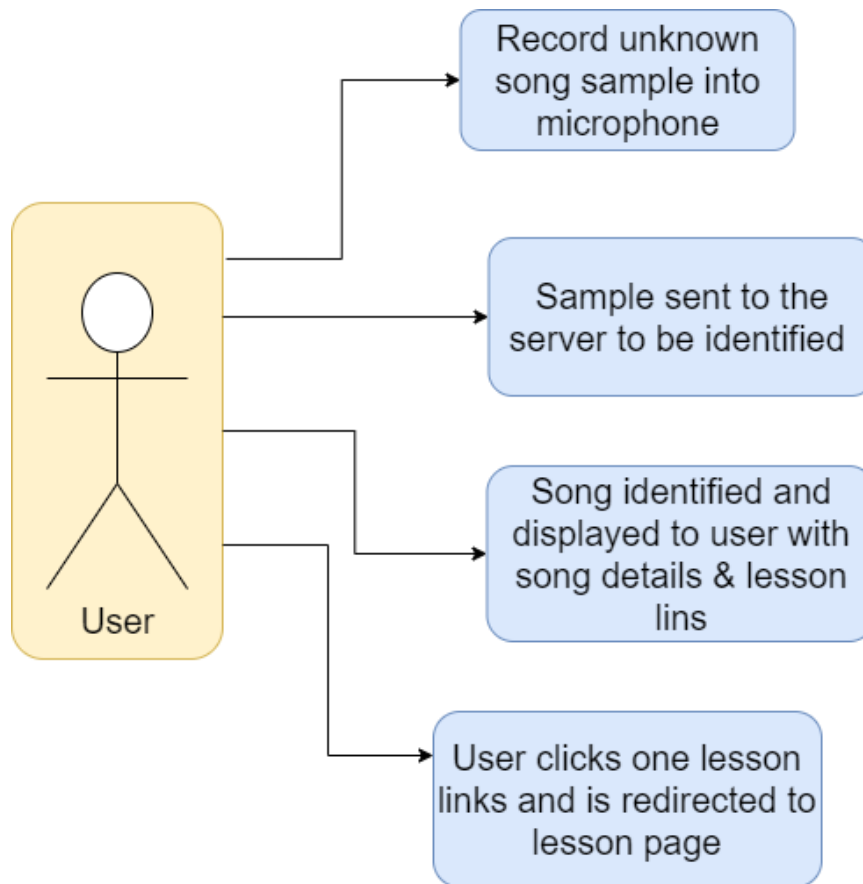 Record unknown
song sample into
microphone
Sample sent to the
server to be identified
User
Song identified and
displayed to user with
song details & lesson
lins
User clicks one lesson
links and is redirected to
lesson page